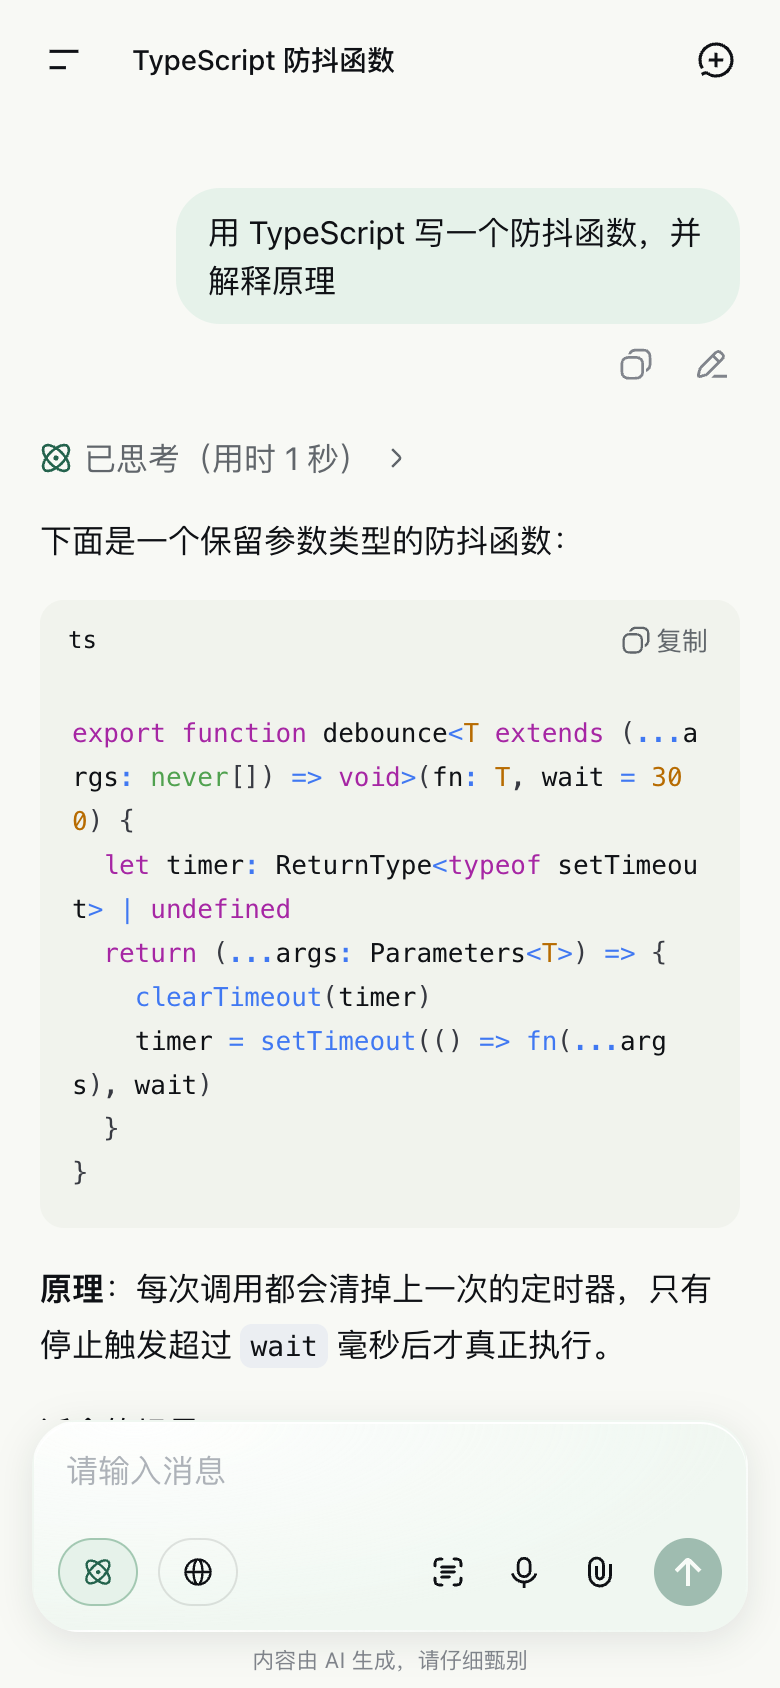 TypeScript 防抖函数
用 TypeScript 写一个防抖函数，并
解释原理
已思考（用时 1 秒）
下面是一个保留参数类型的防抖函数：
ts
复制
export function debounce<T extends (...a
rgs: never[]) => void>(fn: T, wait = 30
0) {
  let timer: ReturnType<typeof setTimeou
t> | undefined
  return (...args: Parameters<T>) => {
    clearTimeout(timer)
    timer = setTimeout(() => fn(...arg
s), wait)
  }
}
原理：每次调用都会清掉上一次的定时器，只有
停止触发超过 wait 毫秒后才真正执行。
请输入消息
内容由 AI 生成，请仔细甄别